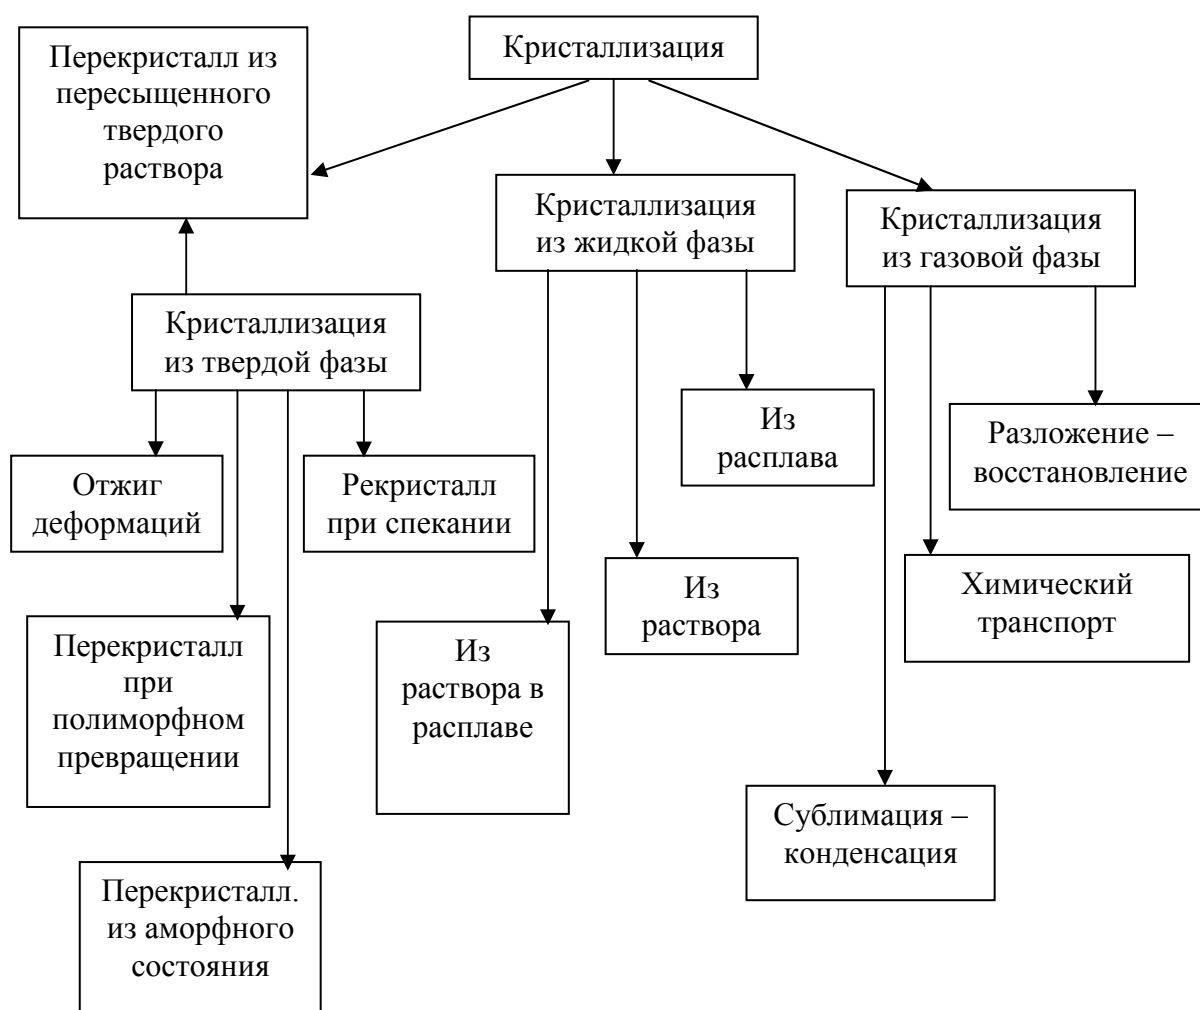 Кристаллизация
Перекристалл из
пересыщенного
твердого
раствора
Кристаллизация
из жидкой фазы
Кристаллизация
из газовой фазы
Кристаллизация
из твердой фазы
Из
расплава
Разложение –
восстановление
Отжиг
деформаций
Рекристалл
при спекании
Из
раствора
Химический
транспорт
Перекристалл
при
полиморфном
превращении
Из
раствора в
расплаве
Сублимация –
конденсация
Перекристалл.
из аморфного
состояния